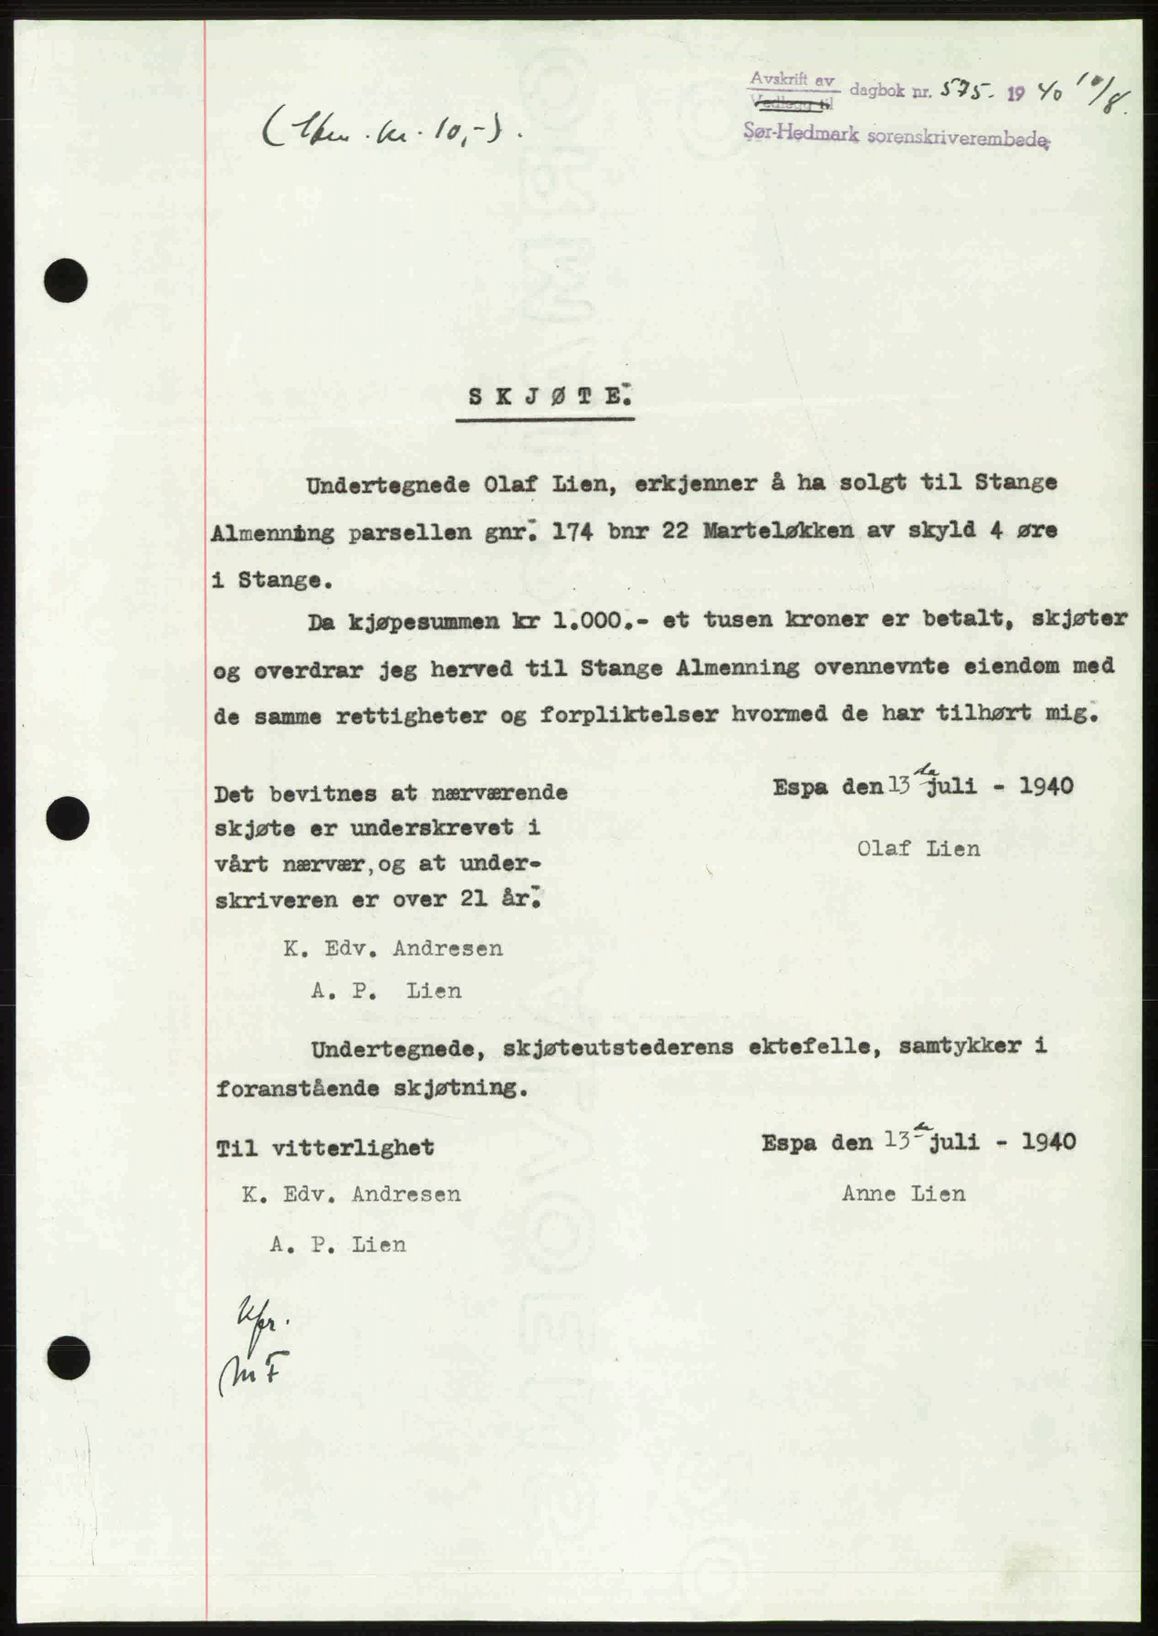 Avskrift av
Vedlegg til
dagbok nr. 575. 1940 10/8.
Sør-Hedmark sorenskriverembede
( kr. 10,-) .
SKJØTE.
Undertegnede Olaf Lien, erkjenner å ha solgt til Stange
Almenning parsellen gnr. 174 bnr 22 Marteløkken av skyld 4 øre
i Stange.
Da kjøpesummen kr 1.000.- et tusen kroner er betalt, skjøter
og overdrar jeg herved til Stange Almenning ovennevnte eiendom med
de samme rettigheter og forpliktelser hvormed de har tilhørt mig.
Det bevitnes at nærværende
skjøte er underskrevet i
vårt nærvær,og at under-
skriveren er over 21 år.
K. Edv. Andresen
A. P. Lien
Espa den 13de juli - 1940
Olaf Lien
Undertegnede, skjøteutstederens ektefelle, samtykker i
foranstående skjøtning.
Til vitterlighet
K. Edv. Andresen
A. P. Lien
Espa den 13de juli - 1940
Anne Lien
MF